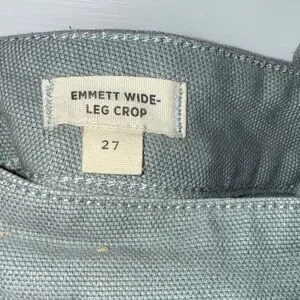 EMMETT WIDE-
LEG CROP
27